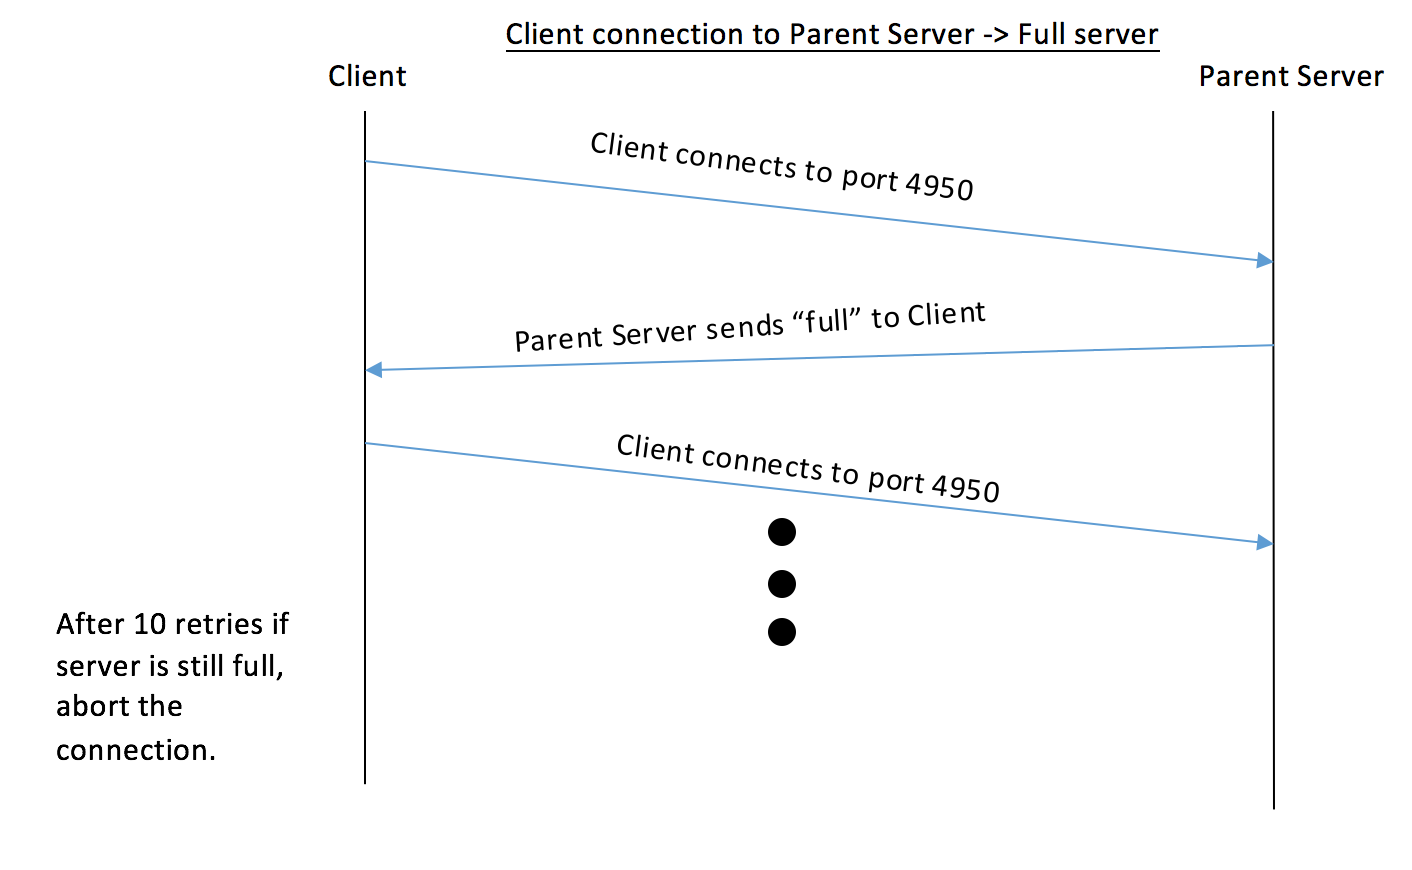 Client connection to Parent Server -> Full server
Client
Parent Server
Client connects to port 4950
Parent Server sends “full” to Client
Client connects to port 4950
After 10 retries if
server is still full,
abort the
connection.